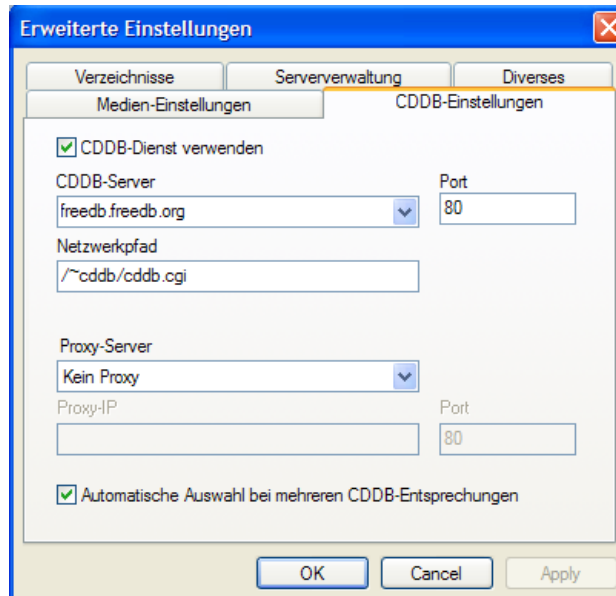 Erweiterte Einstellungen
Verzeichnisse Serververwaltung Diverses
Medien-Einstellungen CDDB-Einstellungen
CDDB-Dienst verwenden
CDDB-Server Port
freedb.freedb.org 80
Netzwerkpfad
/~cddb/cddb.cgi
Proxy-Server
Kein Proxy
Proxy-IP Port
80
Automatische Auswahl bei mehreren CDDB-Entsprechungen
OK Cancel Apply